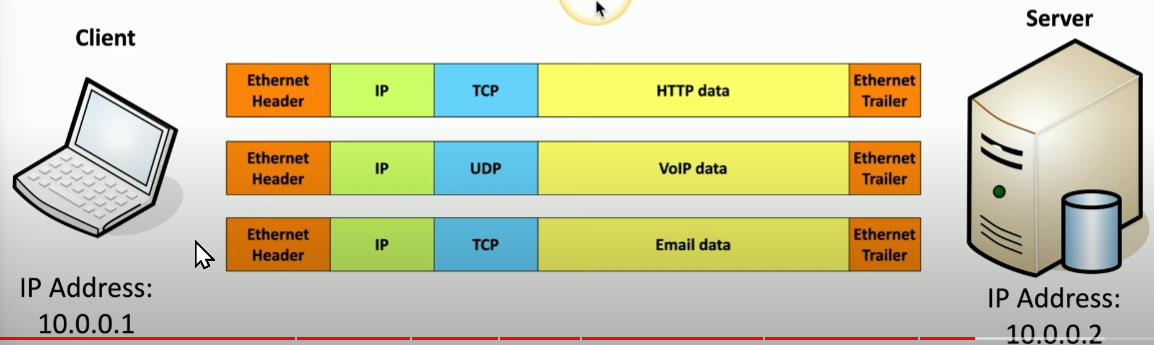 Client
Server
Ethernet
Header
IP
TCP
HTTP data
Ethernet
Trailer
Ethernet
Header
IP
UDP
VoIP data
Ethernet
Trailer
Ethernet
Header
IP
TCP
Email data
Ethernet
Trailer
IP Address:
10.0.0.1
IP Address:
10.0.0.2